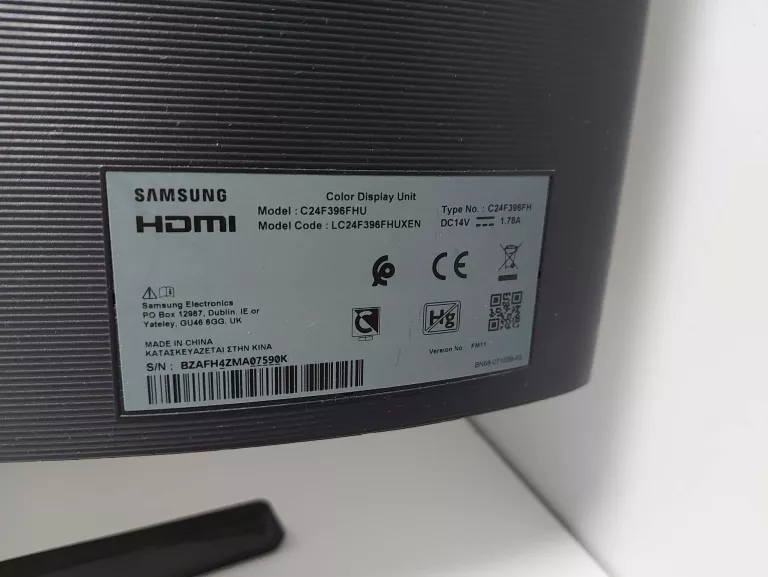 SAMSUNG
HDMI
Color Display Unit
Model : C24F396FHU
Model Code : LC24F396FHUXEN
Type No. : C24F396FH
DC14V 1.78A
CE
Samsung Electronics
PO Box 12987, Dublin. IE or
Yateley, GU46 6GG. UK
Hg
MADE IN CHINA
ΚΑΤΑΣΚΕΥΑΖΕΤΑΙ ΣΤΗΝ ΚΙΝΑ
Version No FM11
S/N : BZAFH4ZMA07590K